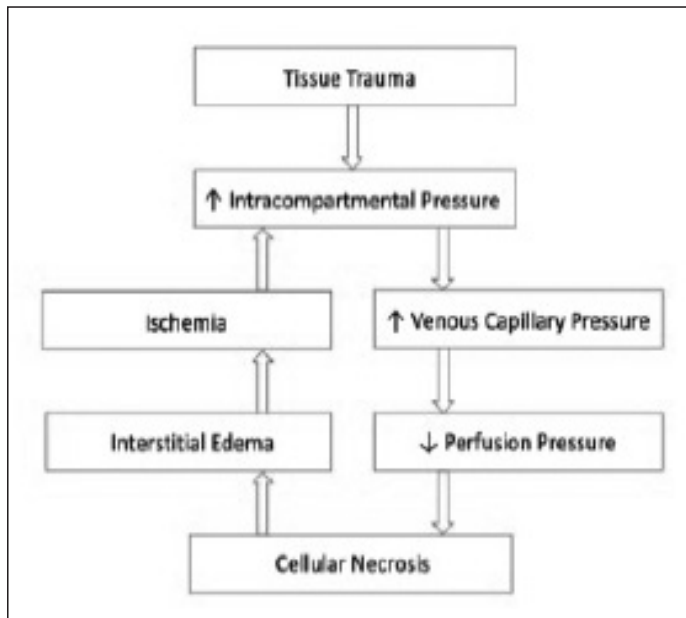 Tissue Trauma
↑ Intracompartmental Pressure
Ischemia
↑ Venous Capillary Pressure
Interstitial Edema
↓ Perfusion Pressure
Cellular Necrosis